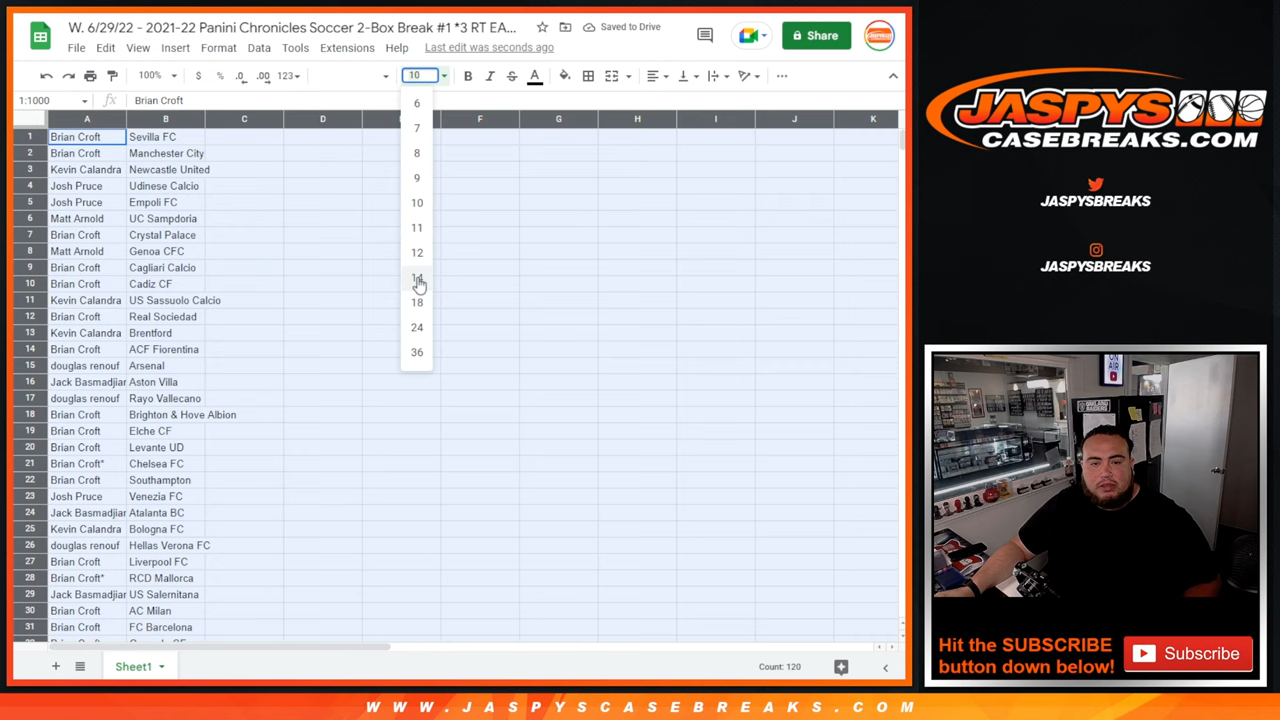 W. 6/29/22 - 2021-22 Panini Chronicles Soccer 2-Box Break #1 *3 RT EA...
Saved to Drive
Share
File Edit View Insert Format Data Tools Extensions Help Last edit was seconds ago
100% $ % .0 .00 123 10 B I S A
1:1000 fx Brian Croft
A B C D F G H I J K
1 Brian Croft Sevilla FC
2 Brian Croft Manchester City
3 Kevin Calandra Newcastle United
4 Josh Pruce Udinese Calcio
5 Josh Pruce Empoli FC
6 Matt Arnold UC Sampdoria
7 Brian Croft Crystal Palace
8 Matt Arnold Genoa CFC
9 Brian Croft Cagliari Calcio
10 Brian Croft Cadiz CF
11 Kevin Calandra US Sassuolo Calcio
12 Brian Croft Real Sociedad
13 Kevin Calandra Brentford
14 Brian Croft ACF Fiorentina
15 douglas renouf Arsenal
16 Jack Basmadjian Aston Villa
17 douglas renouf Rayo Vallecano
18 Brian Croft Brighton & Hove Albion
19 Brian Croft Elche CF
20 Brian Croft Levante UD
21 Brian Croft* Chelsea FC
22 Brian Croft Southampton
23 Josh Pruce Venezia FC
24 Jack Basmadjian Atalanta BC
25 Kevin Calandra Bologna FC
26 douglas renouf Hellas Verona FC
27 Brian Croft Liverpool FC
28 Brian Croft* RCD Mallorca
29 Jack Basmadjian US Salernitana
30 Brian Croft AC Milan
31 Brian Croft FC Barcelona
6
7
8
9
10
11
12
14
18
24
36
Sheet1
Count: 120
JASPYS
CASEBREAKS.COM
JASPYSBREAKS
JASPYSBREAKS
ON AIR
Hit the SUBSCRIBE
button down below!
Subscribe
WWW.JASPYSCASEBREAKS.COM